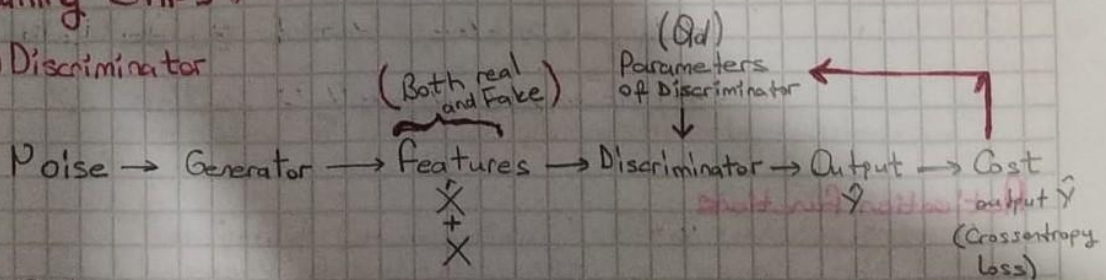 Discriminator
(Both real
and Fake)
(θd)
Parameters
of Discriminator
Noise → Generator → Features → Discriminator → Output → Cost
X̂
+
X
Ŷ
output Ŷ
(Crossentropy
loss)